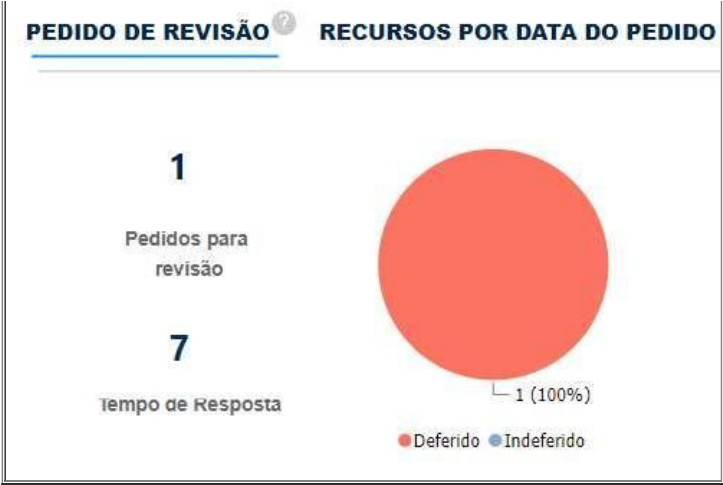 PEDIDO DE REVISÃO ? RECURSOS POR DATA DO PEDIDO
1
Pedidos para
revisão
7
Tempo de Resposta
1 (100%)
Deferido Indeferido